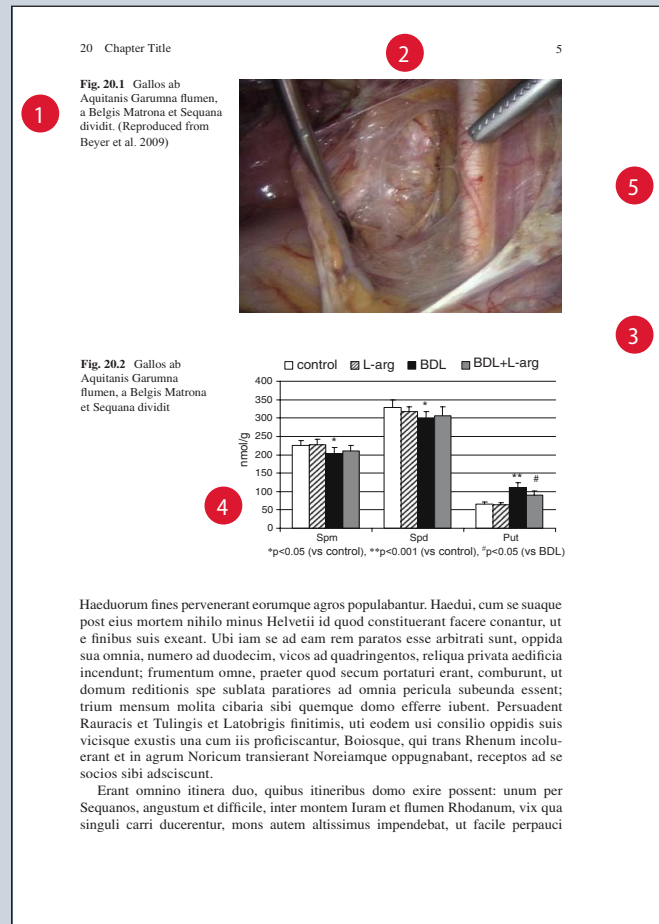 20 Chapter Title 5
2
Fig. 20.1 Gallos ab
Aquitanis Garumna flumen,
a Belgis Matrona et Sequana
dividit. (Reproduced from
Beyer et al. 2009)
1
5
3
Fig. 20.2 Gallos ab
Aquitanis Garumna
flumen, a Belgis Matrona
et Sequana dividit
control L-arg BDL BDL+L-arg
nmol/g
400
350
300
250
200
150
100
50
0
* * ** #
Spm Spd Put
*p<0.05 (vs control), **p<0.001 (vs control), #p<0.05 (vs BDL)
4
Haeduorum fines pervenerant eorumque agros populabantur. Haedui, cum se suaque
post eius mortem nihilo minus Helvetii id quod constituerant facere conantur, ut
e finibus suis exeant. Ubi iam se ad eam rem paratos esse arbitrati sunt, oppida
sua omnia, numero ad duodecim, vicos ad quadringentos, reliqua privata aedificia
incendunt; frumentum omne, praeter quod secum portaturi erant, comburunt, ut
domum reditionis spe sublata paratiores ad omnia pericula subeunda essent;
trium mensum molita cibaria sibi quemque domo efferre iubent. Persuadent
Rauracis et Tulingis et Latobrigis finitimis, uti eodem usi consilio oppidis suis
vicisque exustis una cum iis proficiscantur, Boiosque, qui trans Rhenum incolu-
erant et in agrum Noricum transierant Noreiamque oppugnabant, receptos ad se
socios sibi adsciscunt.
Erant omnino itinera duo, quibus itineribus domo exire possent: unum per
Sequanos, angustum et difficile, inter montem Iuram et flumen Rhodanum, vix qua
singuli carri ducerentur, mons autem altissimus impendebat, ut facile perpauci